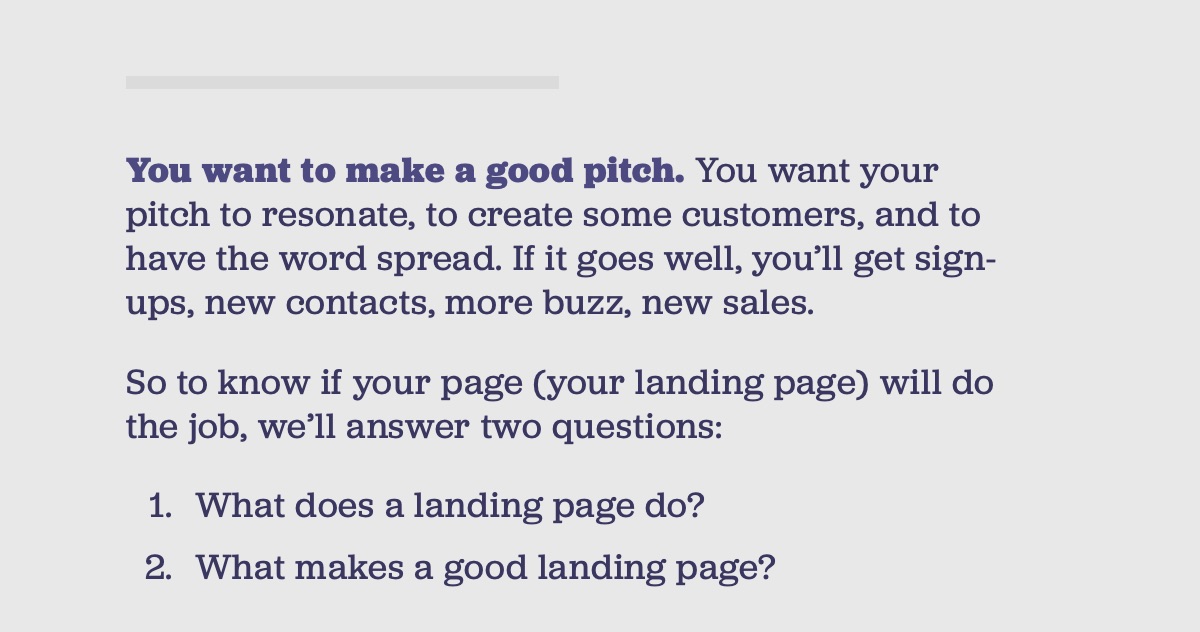 You want to make a good pitch. You want your
pitch to resonate, to create some customers, and to
have the word spread. If it goes well, you’ll get sign-
ups, new contacts, more buzz, new sales.
So to know if your page (your landing page) will do
the job, we’ll answer two questions:
1. What does a landing page do?
2. What makes a good landing page?